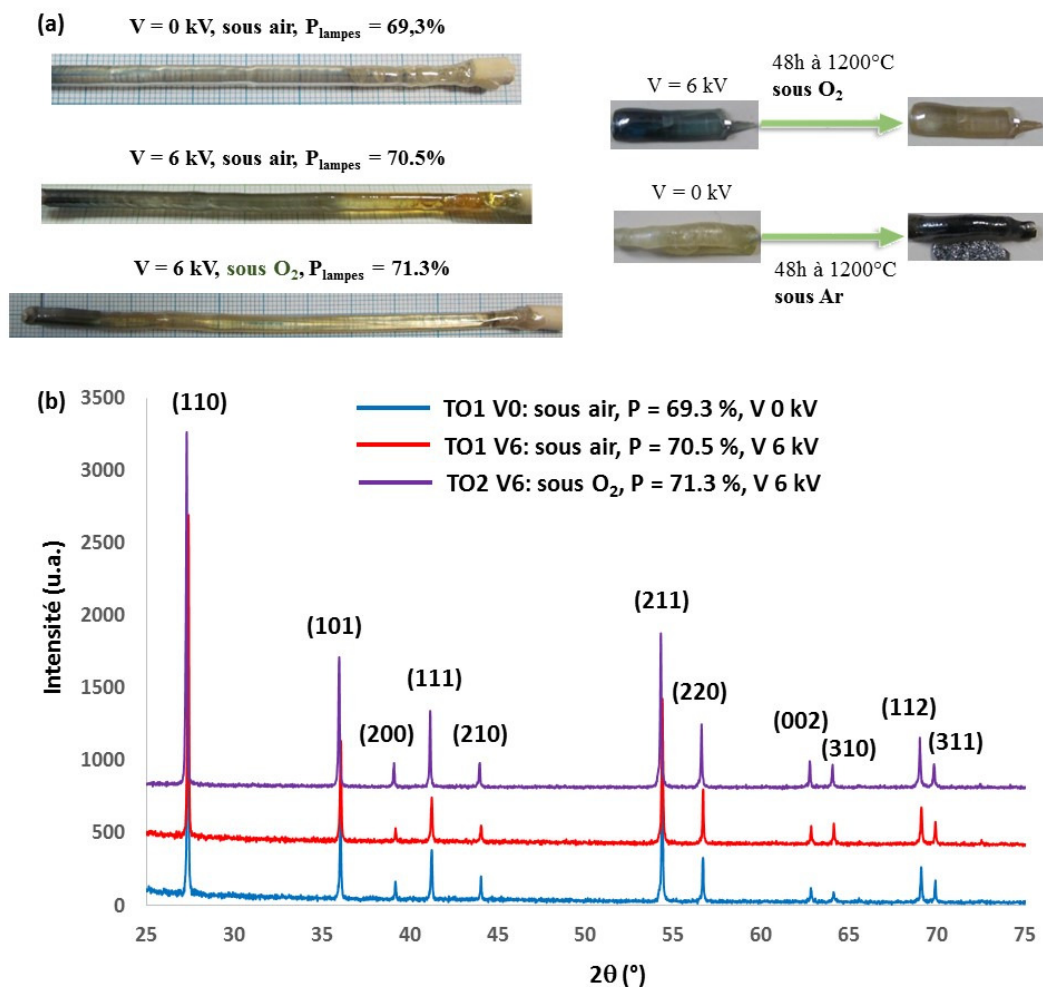 (a)
V = 0 kV, sous air, Plampes = 69,3%
V = 6 kV, sous air, Plampes = 70.5%
V = 6 kV, sous O2, Plampes = 71.3%
V = 6 kV
48h à 1200°C
sous O2
V = 0 kV
48h à 1200°C
sous Ar
(b)
TO1 V0: sous air, P = 69.3 %, V 0 kV
TO1 V6: sous air, P = 70.5 %, V 6 kV
TO2 V6: sous O2, P = 71.3 %, V 6 kV
(110)
(101)
(200)
(111)
(210)
(211)
(220)
(002)
(310)
(112)
(311)
Intensité (u.a.)
3500
3000
2500
2000
1500
1000
500
0
25 30 35 40 45 50 55 60 65 70 75
2θ (°)